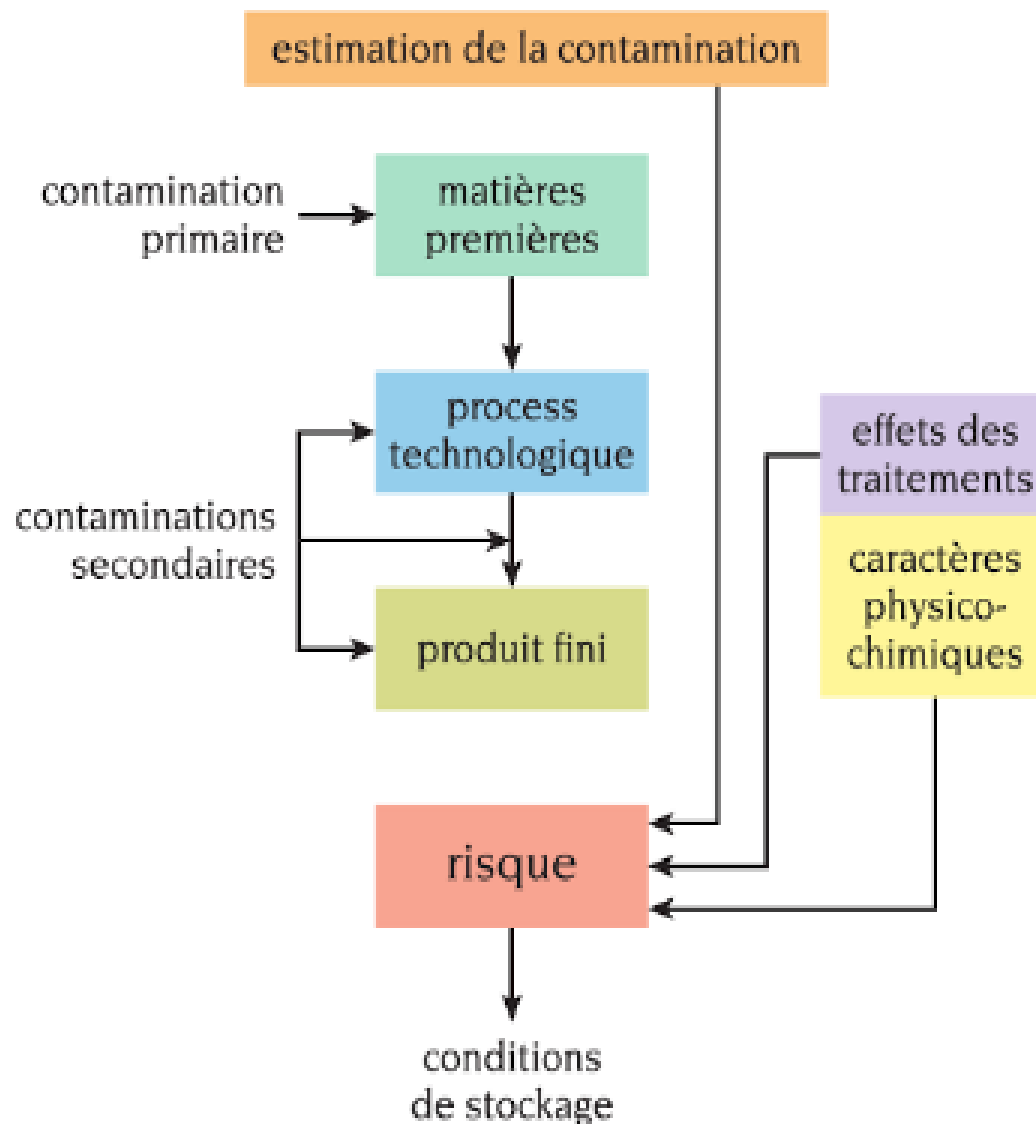 estimation de la contamination
contamination
primaire
matières
premières
process
technologique
effets des
traitements
contaminations
secondaires
caractères
physico-
chimiques
produit fini
risque
conditions
de stockage